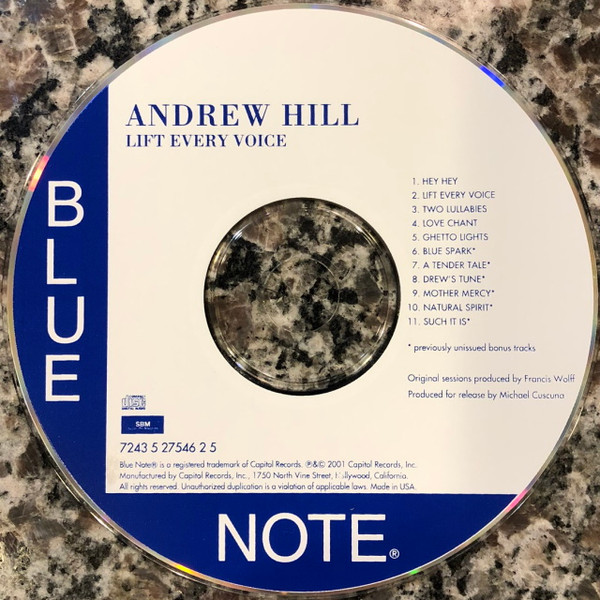 ANDREW HILL
LIFT EVERY VOICE
BLUE
1. HEY HEY
2. LIFT EVERY VOICE
3. TWO LULLABIES
4. LOVE CHANT
5. GHETTO LIGHTS
6. BLUE SPARK*
7. A TENDER TALE*
8. DREW'S TUNE*
9. MOTHER MERCY*
10. NATURAL SPIRIT*
11. SUCH IT IS*
* previously unissued bonus tracks
Original sessions produced by Francis Wolff
Produced for release by Michael Cuscuna
disc
DIGITAL AUDIO
SBM
7243 5 27546 2 5
Blue Note® is a registered trademark of Capitol Records. ℗&© 2001 Capitol Records, Inc.
Manufactured by Capitol Records, Inc., 1750 North Vine Street, Hollywood, California.
All rights reserved. Unauthorized duplication is a violation of applicable laws. Made in USA.
NOTE®